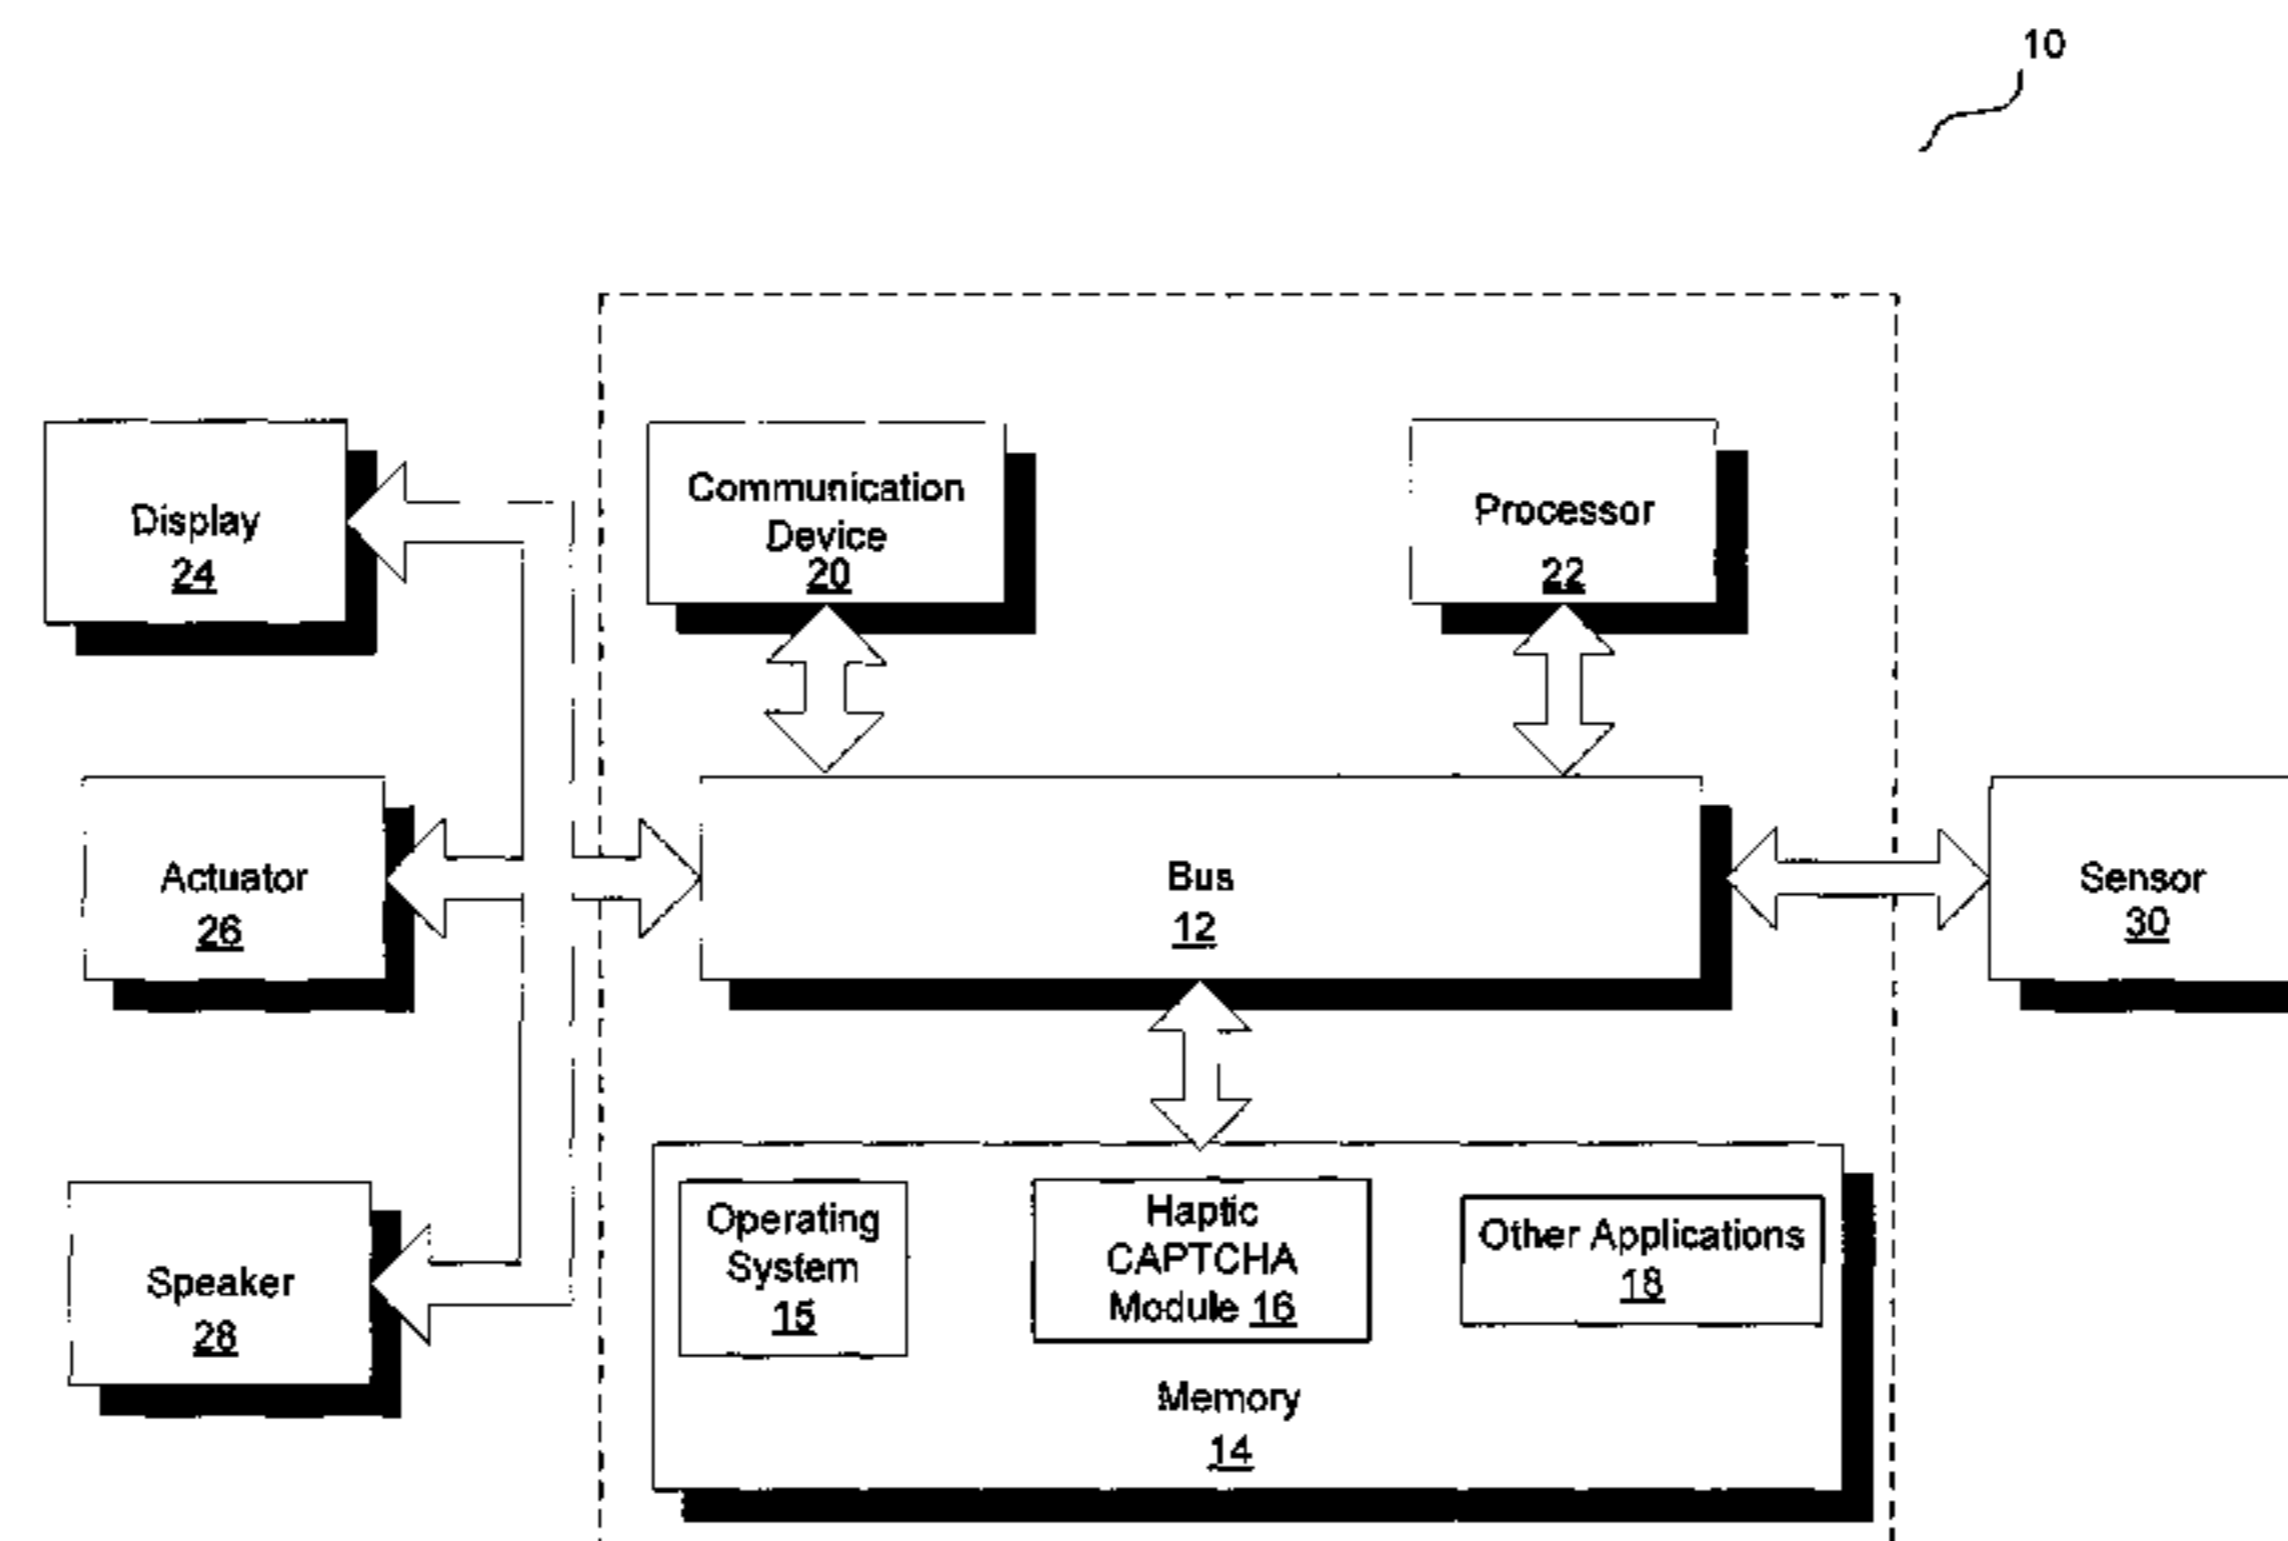 10
Display
24
Communication
Device
20
Processor
22
Actuator
26
Bus
12
Sensor
30
Speaker
28
Operating
System
15
Haptic
CAPTCHA
Module 16
Other Applications
18
Memory
14